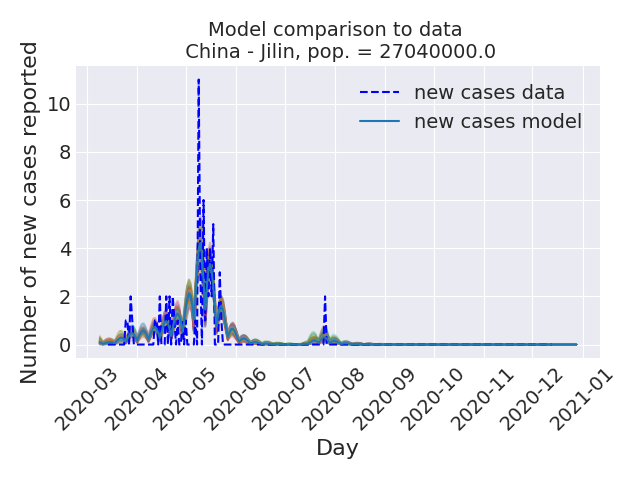 Model comparison to data
China - Jilin, pop. = 27040000.0
Number of new cases reported
10
8
6
4
2
0
new cases data
new cases model
2020-03
2020-04
2020-05
2020-06
2020-07
2020-08
2020-09
2020-10
2020-11
2020-12
2021-01
Day